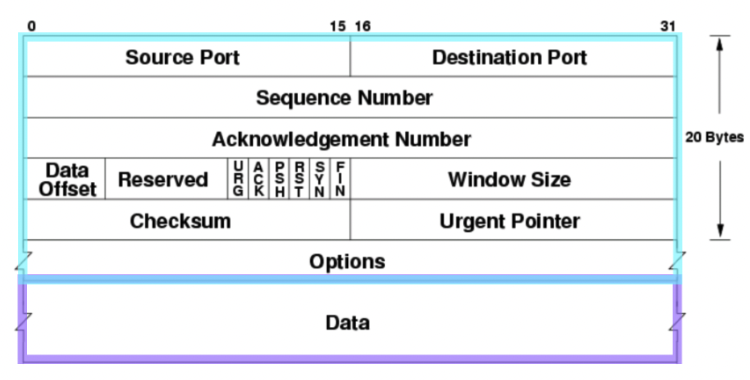 0 15 16 31
Source Port Destination Port
Sequence Number
Acknowledgement Number
20 Bytes
Data Offset Reserved URG ACK PSH RST SYN FIN Window Size
Checksum Urgent Pointer
Options
Data